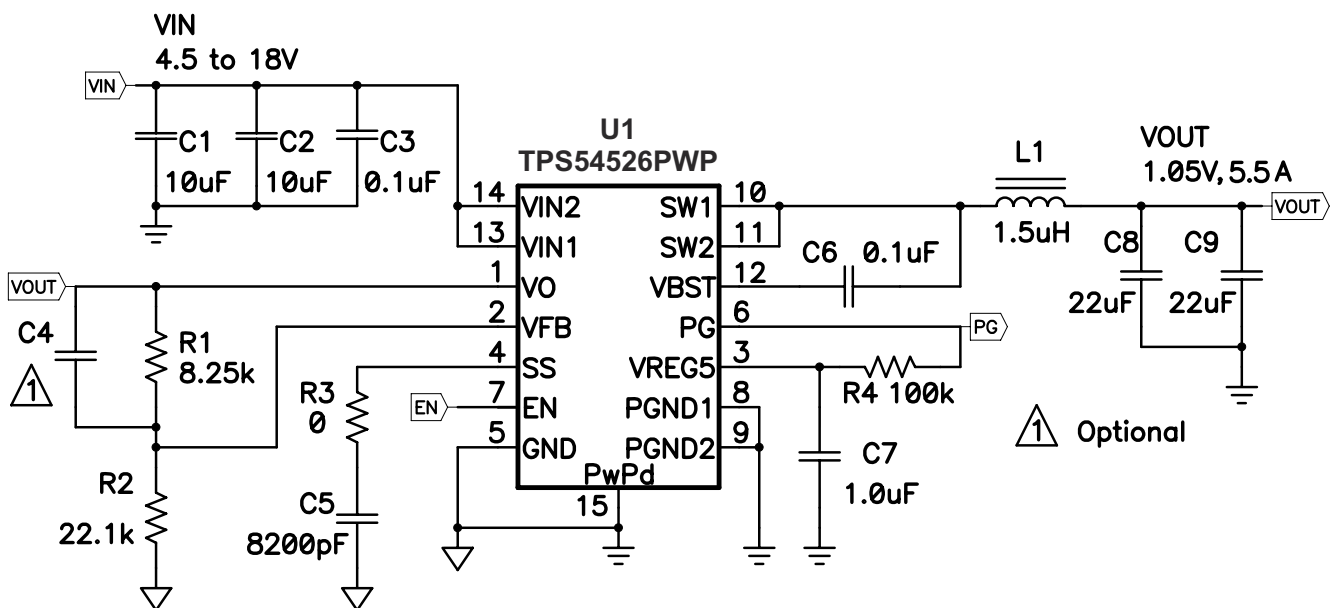 VIN
4.5 to 18V
VIN
C1
10uF
C2
10uF
C3
0.1uF
U1
TPS54526PWP
14
VIN2
13
VIN1
1
VO
2
VFB
4
SS
7
EN
5
GND
PwPd
15
SW1
10
SW2
11
VBST
12
PG
6
VREG5
3
PGND1
8
PGND2
9
L1
1.5uH
VOUT
1.05V, 5.5 A
VOUT
C6
0.1uF
C8
22uF
C9
22uF
PG
R4 100k
C7
1.0uF
1
Optional
VOUT
C4
1
R1
8.25k
R2
22.1k
R3
0
C5
8200pF
EN